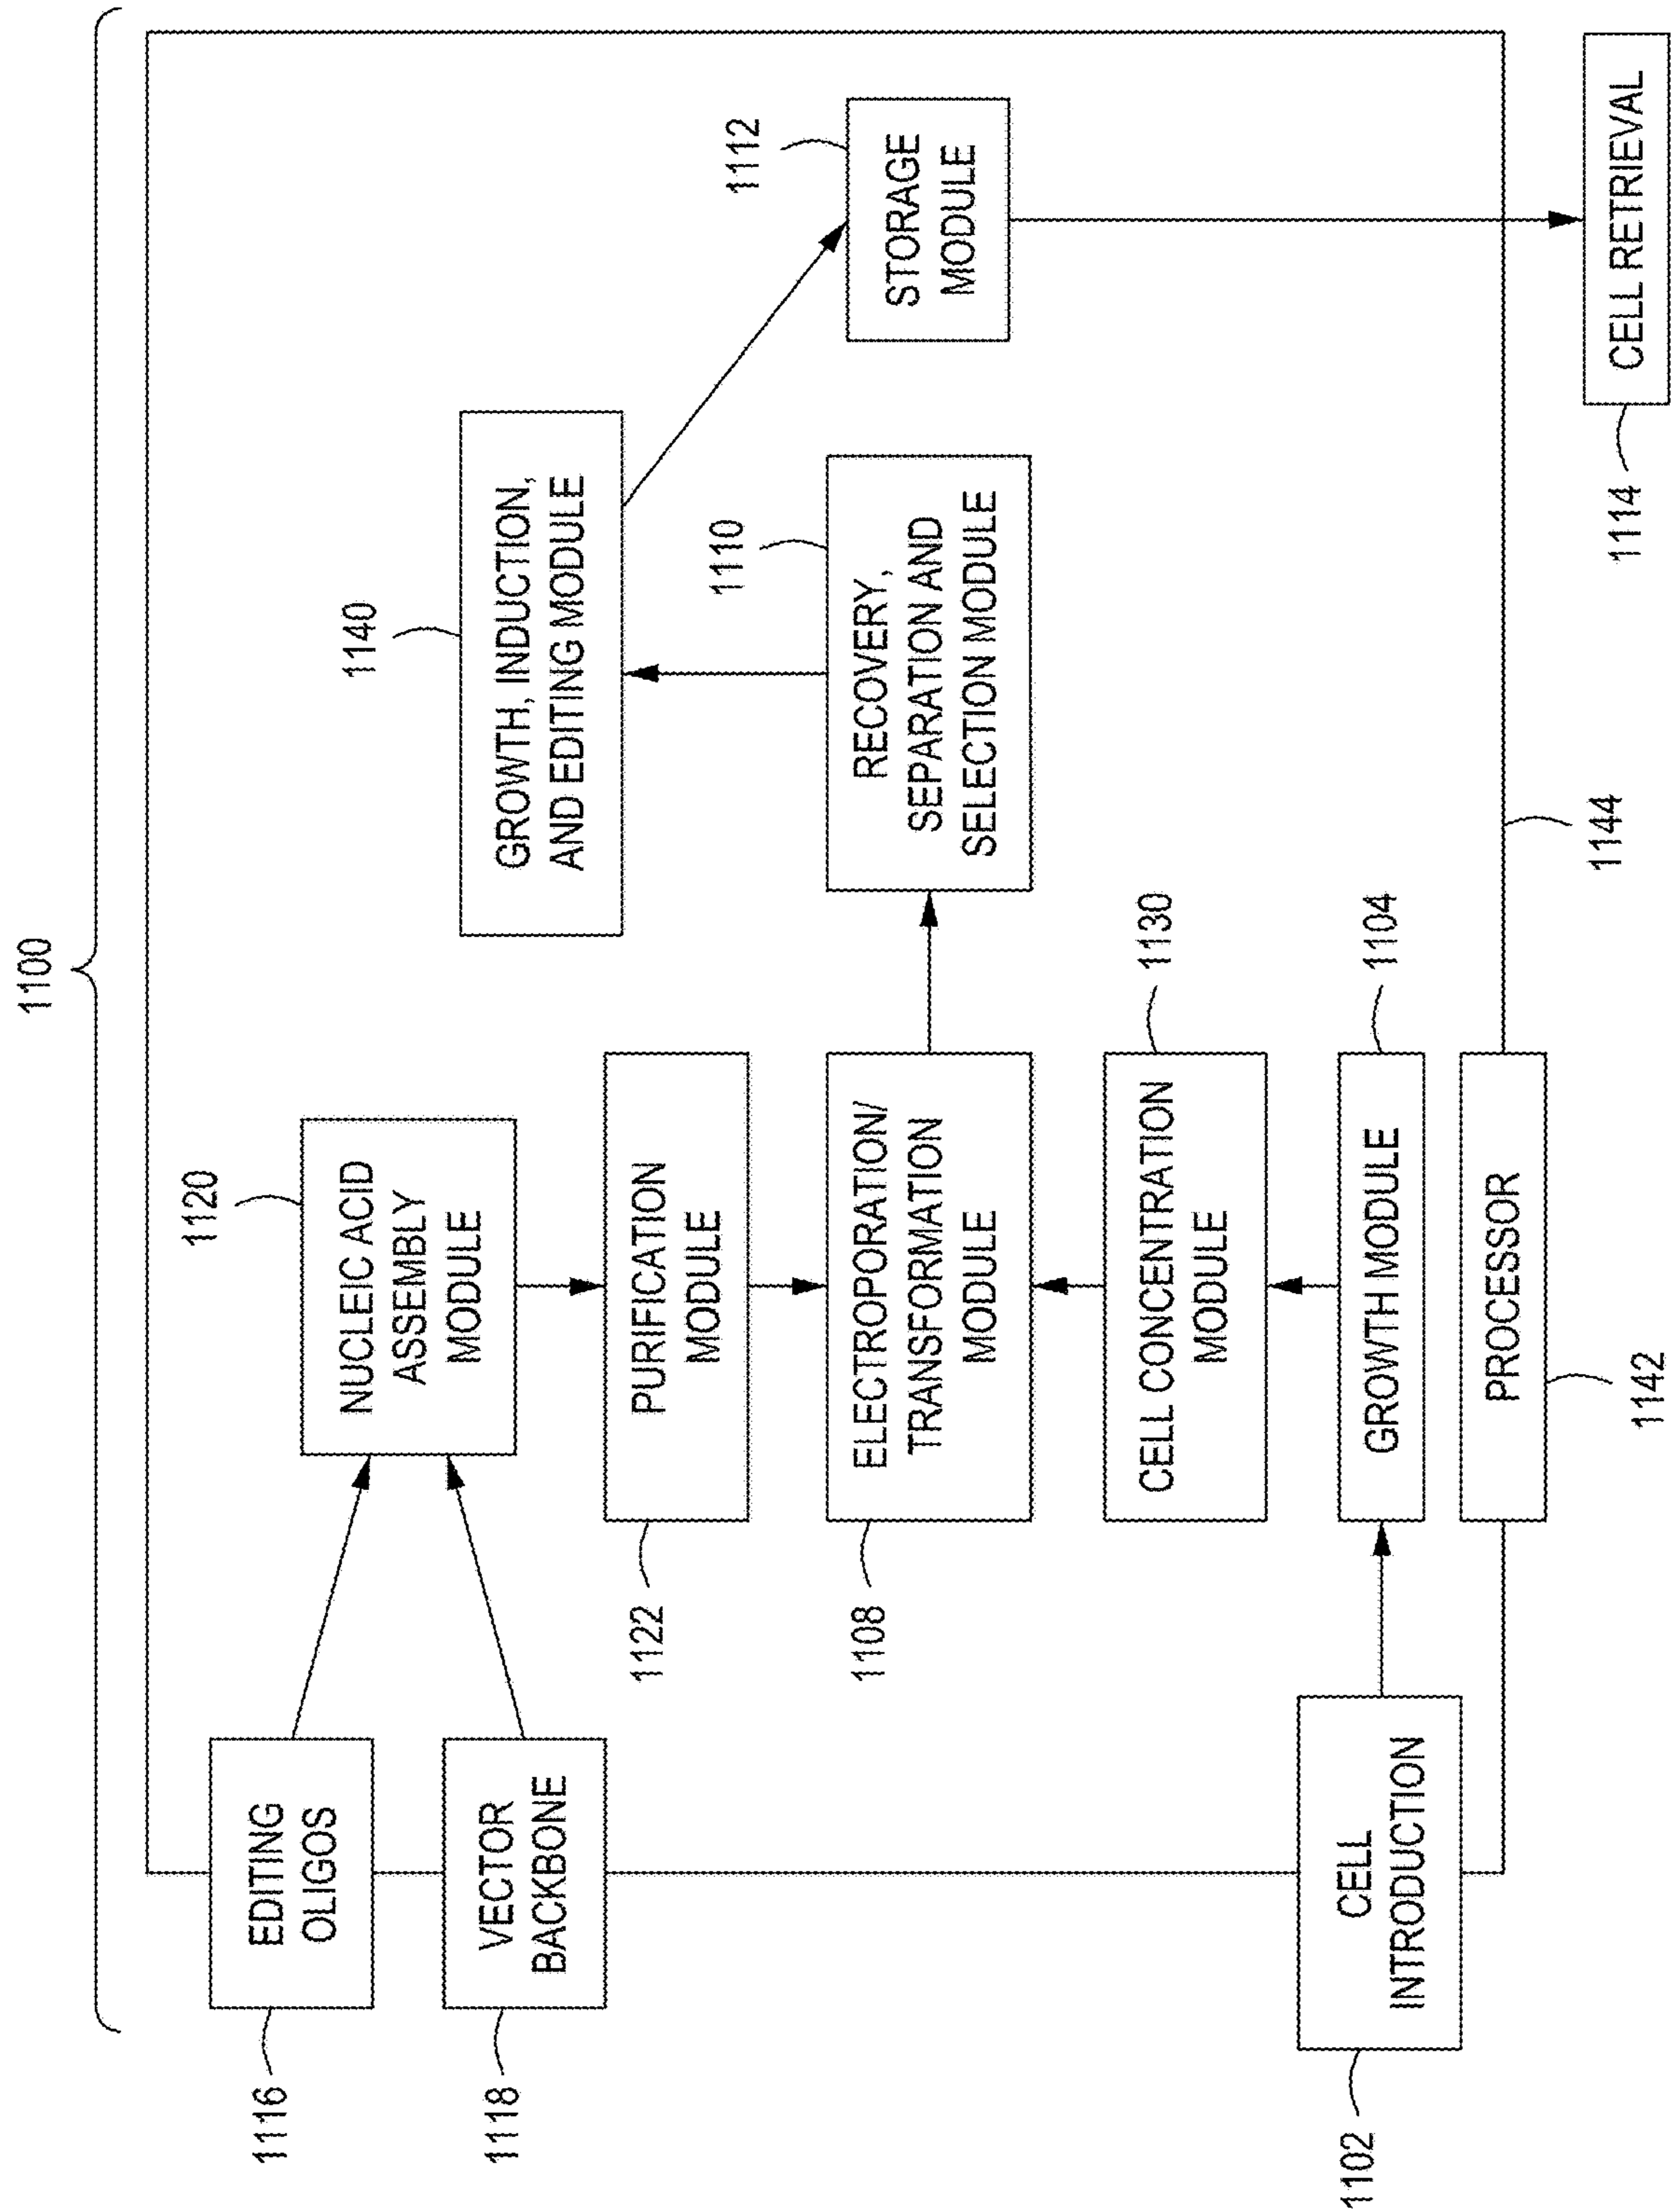 1100
1116
EDITING
OLIGOS
1118
VECTOR
BACKBONE
1120
NUCLEIC ACID
ASSEMBLY
MODULE
1122
PURIFICATION
MODULE
1108
ELECTROPORATION/
TRANSFORMATION
MODULE
1130
CELL CONCENTRATION
MODULE
1104
GROWTH MODULE
1102
CELL
INTRODUCTION
1142
PROCESSOR
1144
1140
GROWTH, INDUCTION,
AND EDITING MODULE
1110
RECOVERY,
SEPARATION AND
SELECTION MODULE
1112
STORAGE
MODULE
1114
CELL RETRIEVAL